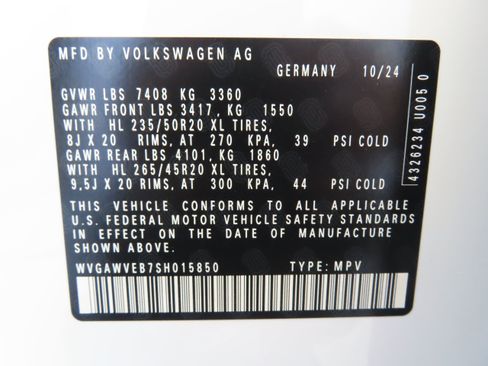 MFD BY VOLKSWAGEN AG
GERMANY 10/24
GVWR LBS 7408 KG 3360
GAWR FRONT LBS 3417, KG 1550
WITH HL 235/50R20 XL TIRES,
8J X 20 RIMS, AT 270 KPA, 39 PSI COLD
GAWR REAR LBS 4101, KG 1860
WITH HL 265/45R20 XL TIRES,
9,5J X 20 RIMS, AT 300 KPA, 44 PSI COLD
THIS VEHICLE CONFORMS TO ALL APPLICABLE
U.S. FEDERAL MOTOR VEHICLE SAFETY STANDARDS
IN EFFECT ON THE DATE OF MANUFACTURE
SHOWN ABOVE.
WVGAWVEB7SH015850 TYPE: MPV
4326234 U005 0